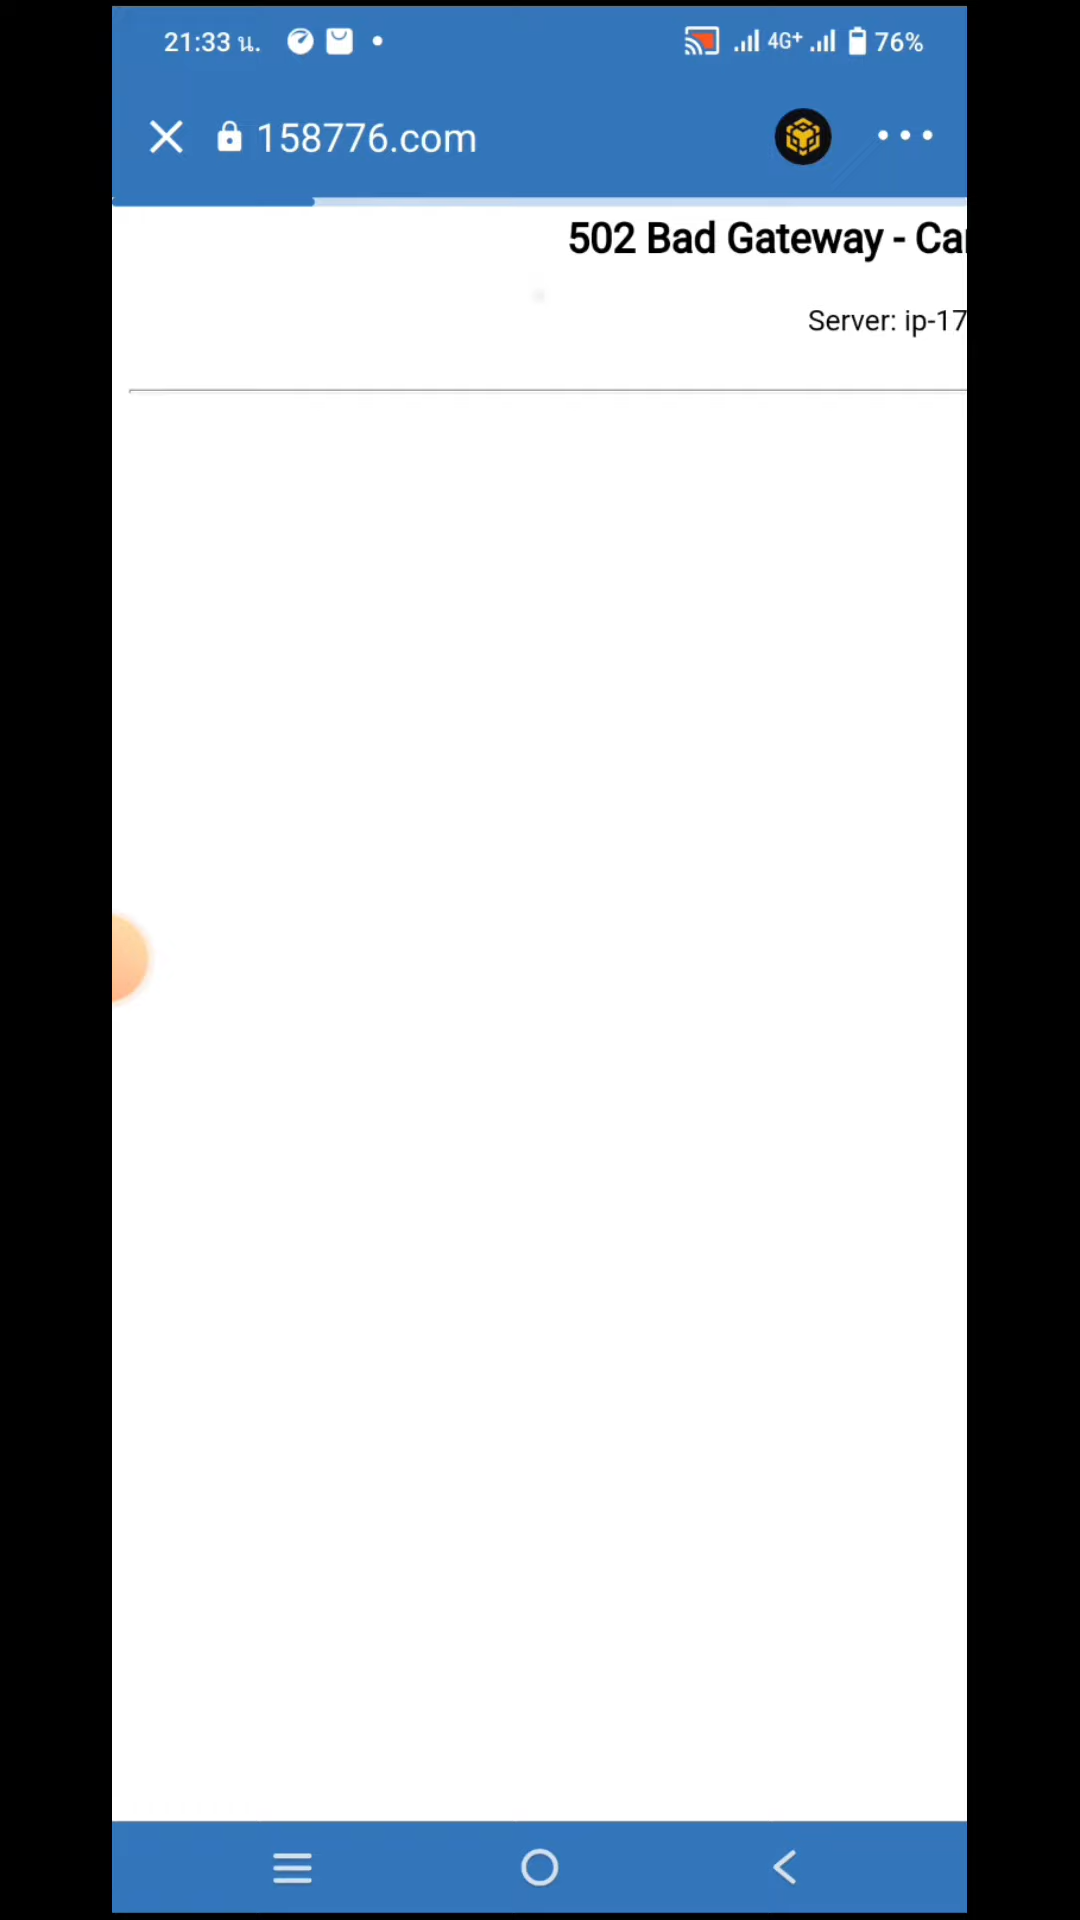 21:33 น. 4G+ 76%
158776.com
502 Bad Gateway - Ca
Server: ip-17